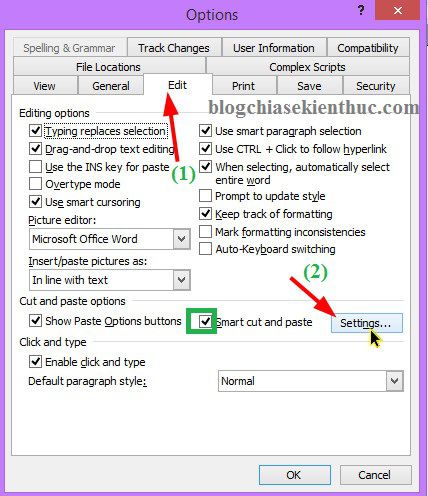 Options
Spelling & Grammar Track Changes User Information Compatibility
File Locations Complex Scripts
View General Edit Print Save Security
blogchiasekienthuc.com
Editing options
Typing replaces selection Use smart paragraph selection
Drag-and-drop text editing Use CTRL + Click to follow hyperlink
Use the INS key for paste When selecting, automatically select
(1) entire word
Overtype mode Prompt to update style
Use smart cursoring Keep track of formatting
Picture editor: Mark formatting inconsistencies
Microsoft Office Word Auto-Keyboard switching
Insert/paste pictures as: (2)
In line with text
Cut and paste options
Show Paste Options buttons Smart cut and paste Settings...
Click and type
Enable click and type
Default paragraph style: Normal
OK Cancel